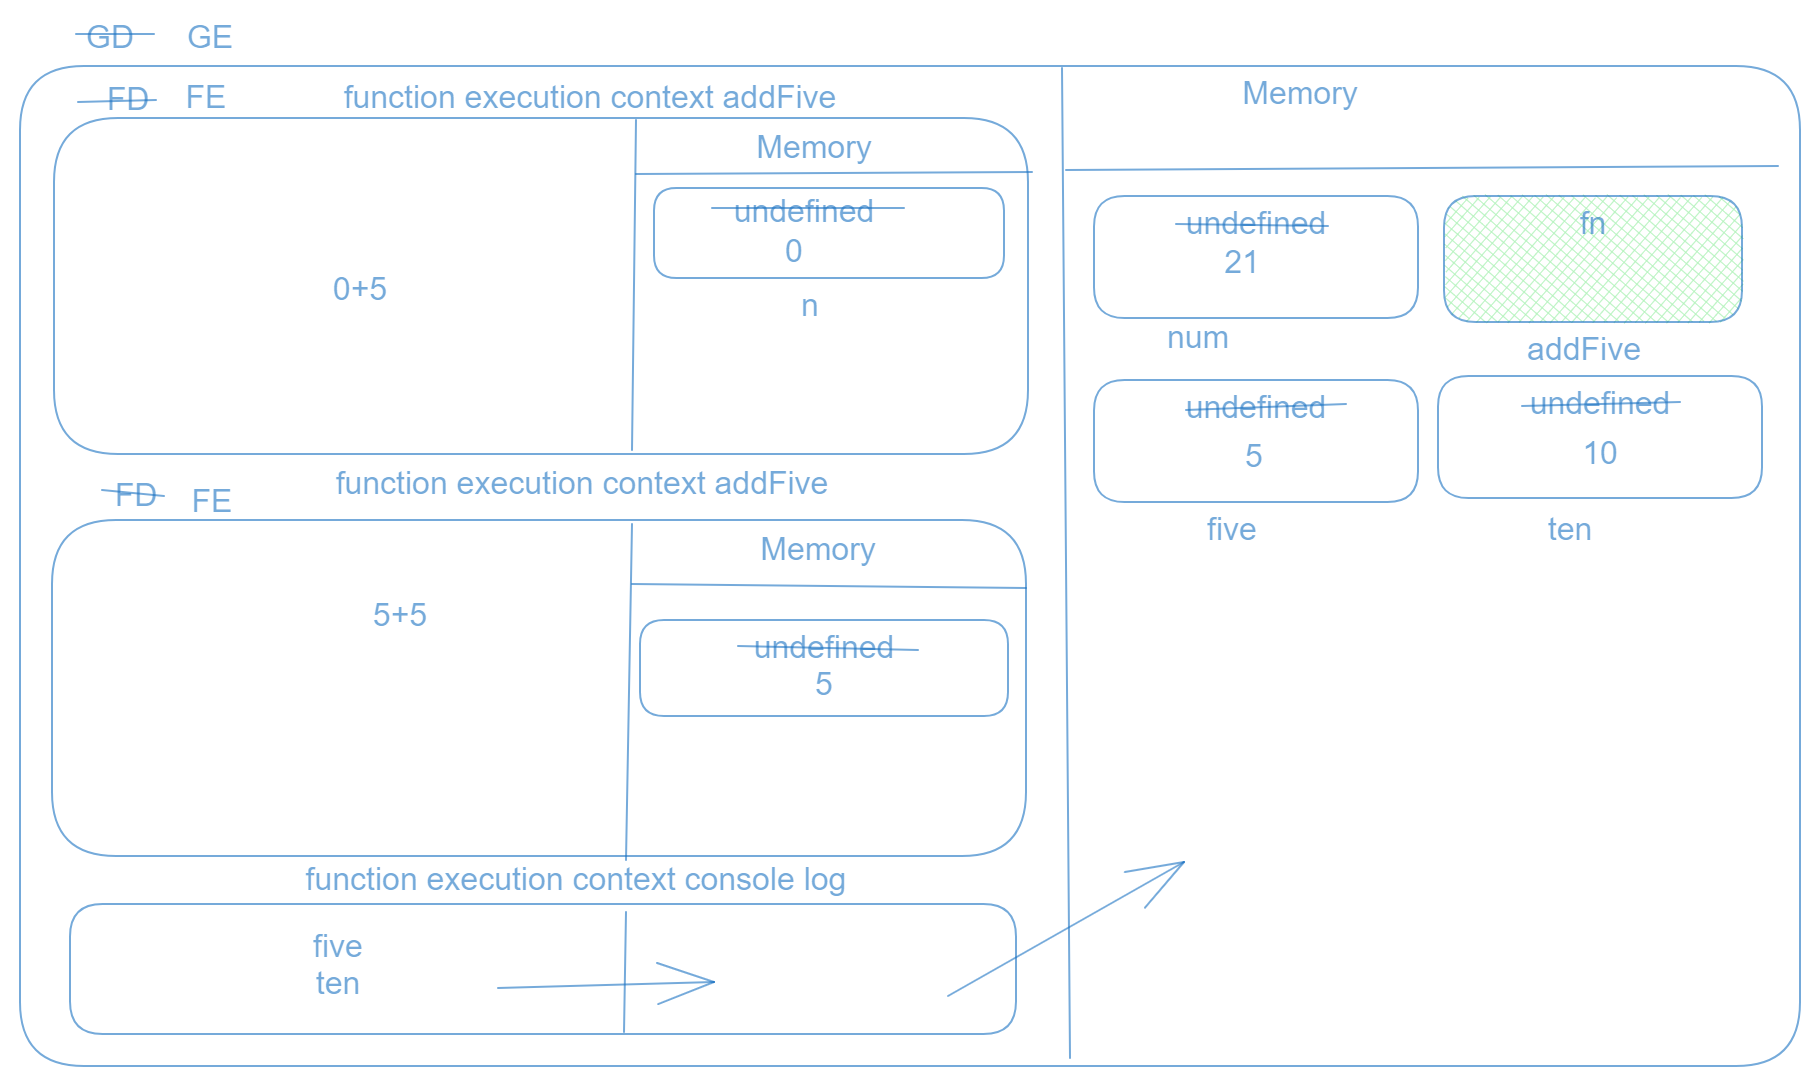 GD GE
FD FE function execution context addFive
Memory
undefined
0
n
0+5
FD FE function execution context addFive
Memory
5+5
undefined
5
function execution context console log
five
ten
Memory
undefined
21
num
fn
addFive
undefined
5
five
undefined
10
ten